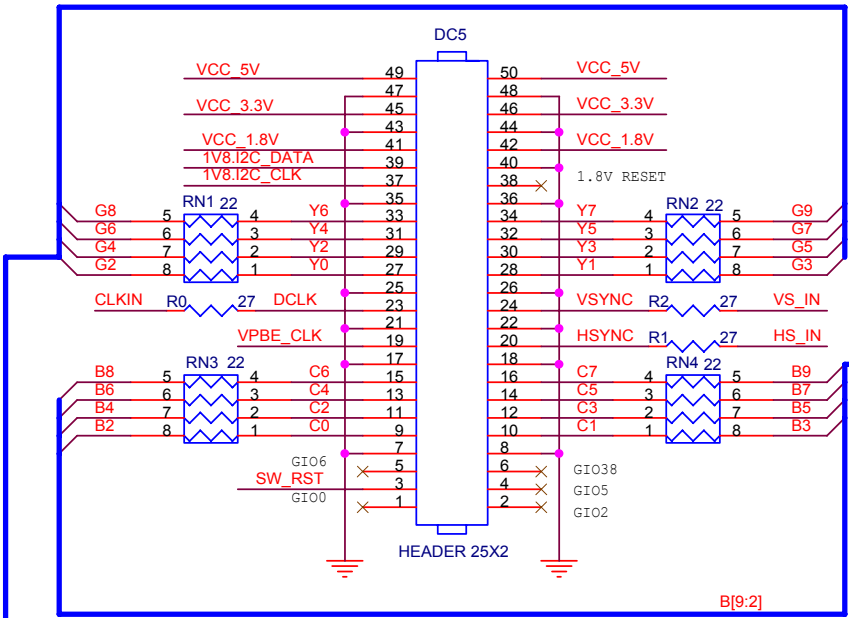 DC5
VCC_5V 49 50 VCC_5V
47 48
VCC_3.3V 45 46 VCC_3.3V
43 44
VCC_1.8V 41 42 VCC_1.8V
1V8.I2C_DATA 39 40
1V8.I2C_CLK 37 38 1.8V RESET
35 36
RN1 22 RN2 22
G8 5 4 Y6 33 34 Y7 4 5 G9
G6 6 3 Y4 31 32 Y5 3 6 G7
G4 7 2 Y2 29 30 Y3 2 7 G5
G2 8 1 Y0 27 28 Y1 1 8 G3
25 26
CLKIN R0 27 DCLK 23 24 VSYNC R2 27 VS_IN
21 22
VPBE_CLK 19 20 HSYNC R1 27 HS_IN
17 18
RN3 22 RN4 22
B8 5 4 C6 15 16 C7 4 5 B9
B6 6 3 C4 13 14 C5 3 6 B7
B4 7 2 C2 11 12 C3 2 7 B5
B2 8 1 C0 9 10 C1 1 8 B3
7 8
GIO6 5 6 GIO38
SW_RST 3 4 GIO5
GIO0 1 2 GIO2
HEADER 25X2
B[9:2]